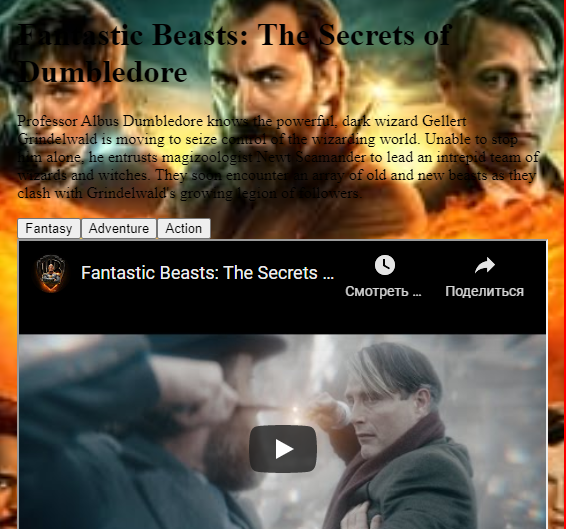 Fantastic Beasts: The Secrets of
Dumbledore
Professor Albus Dumbledore knows the powerful, dark wizard Gellert
Grindelwald is moving to seize control of the wizarding world. Unable to stop
him alone, he entrusts magizoologist Newt Scamander to lead an intrepid team of
wizards and witches. They soon encounter an array of old and new beasts as they
clash with Grindelwald's growing legion of followers.
Fantasy Adventure Action
Fantastic Beasts: The Secrets …
Смотреть … Поделиться